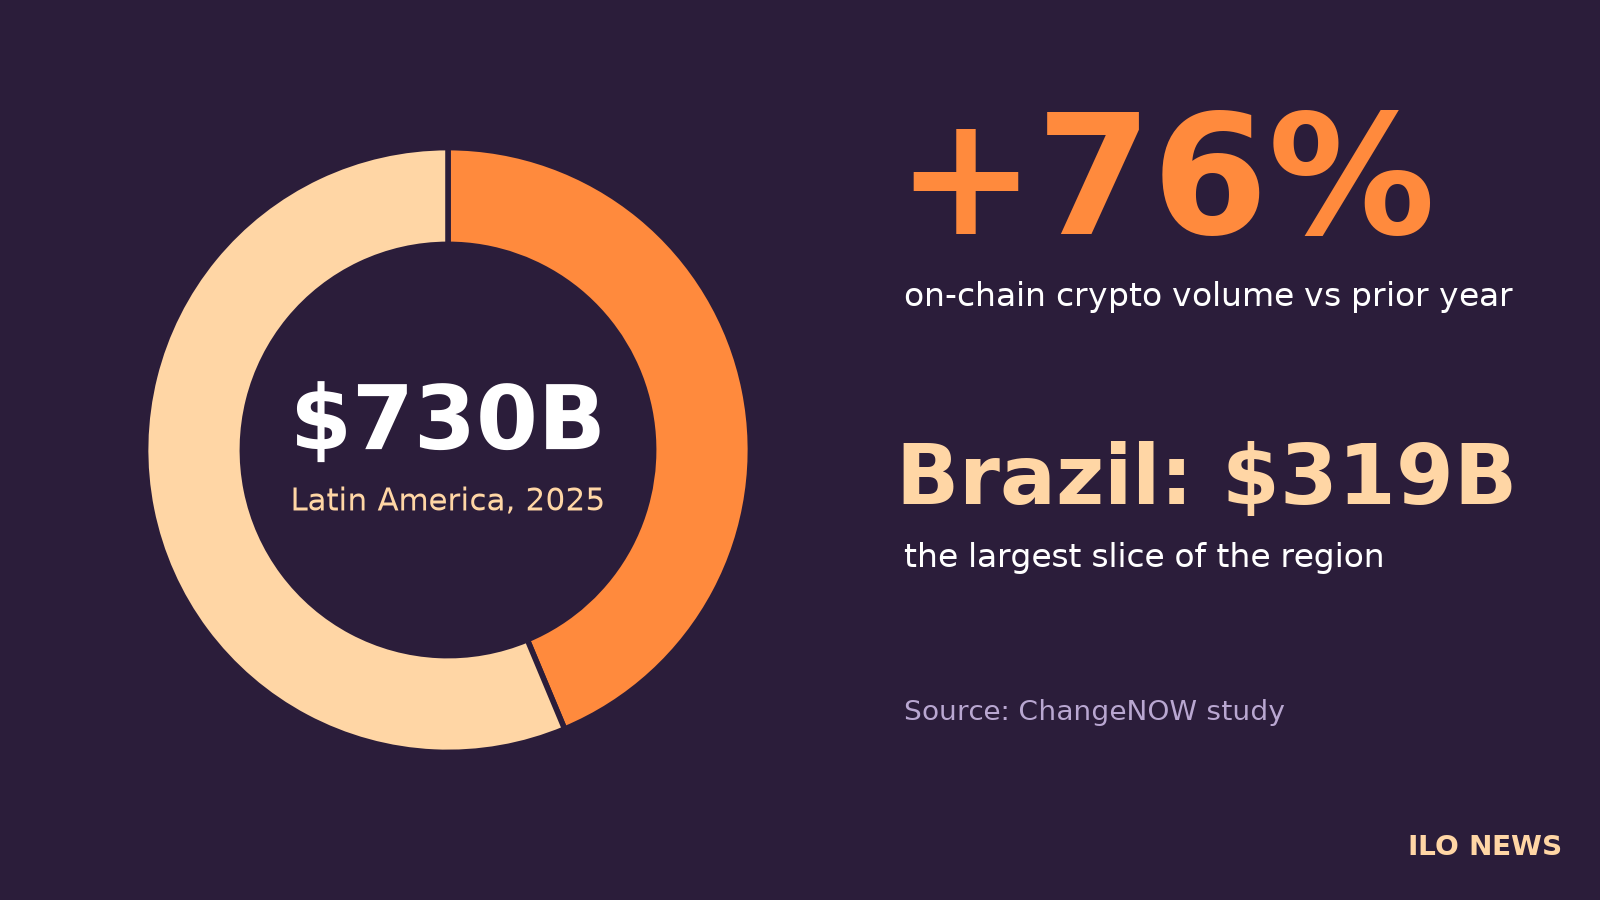 $730B
Latin America, 2025
+76%
on-chain crypto volume vs prior year
Brazil: $319B
the largest slice of the region
Source: ChangeNOW study
ILO NEWS